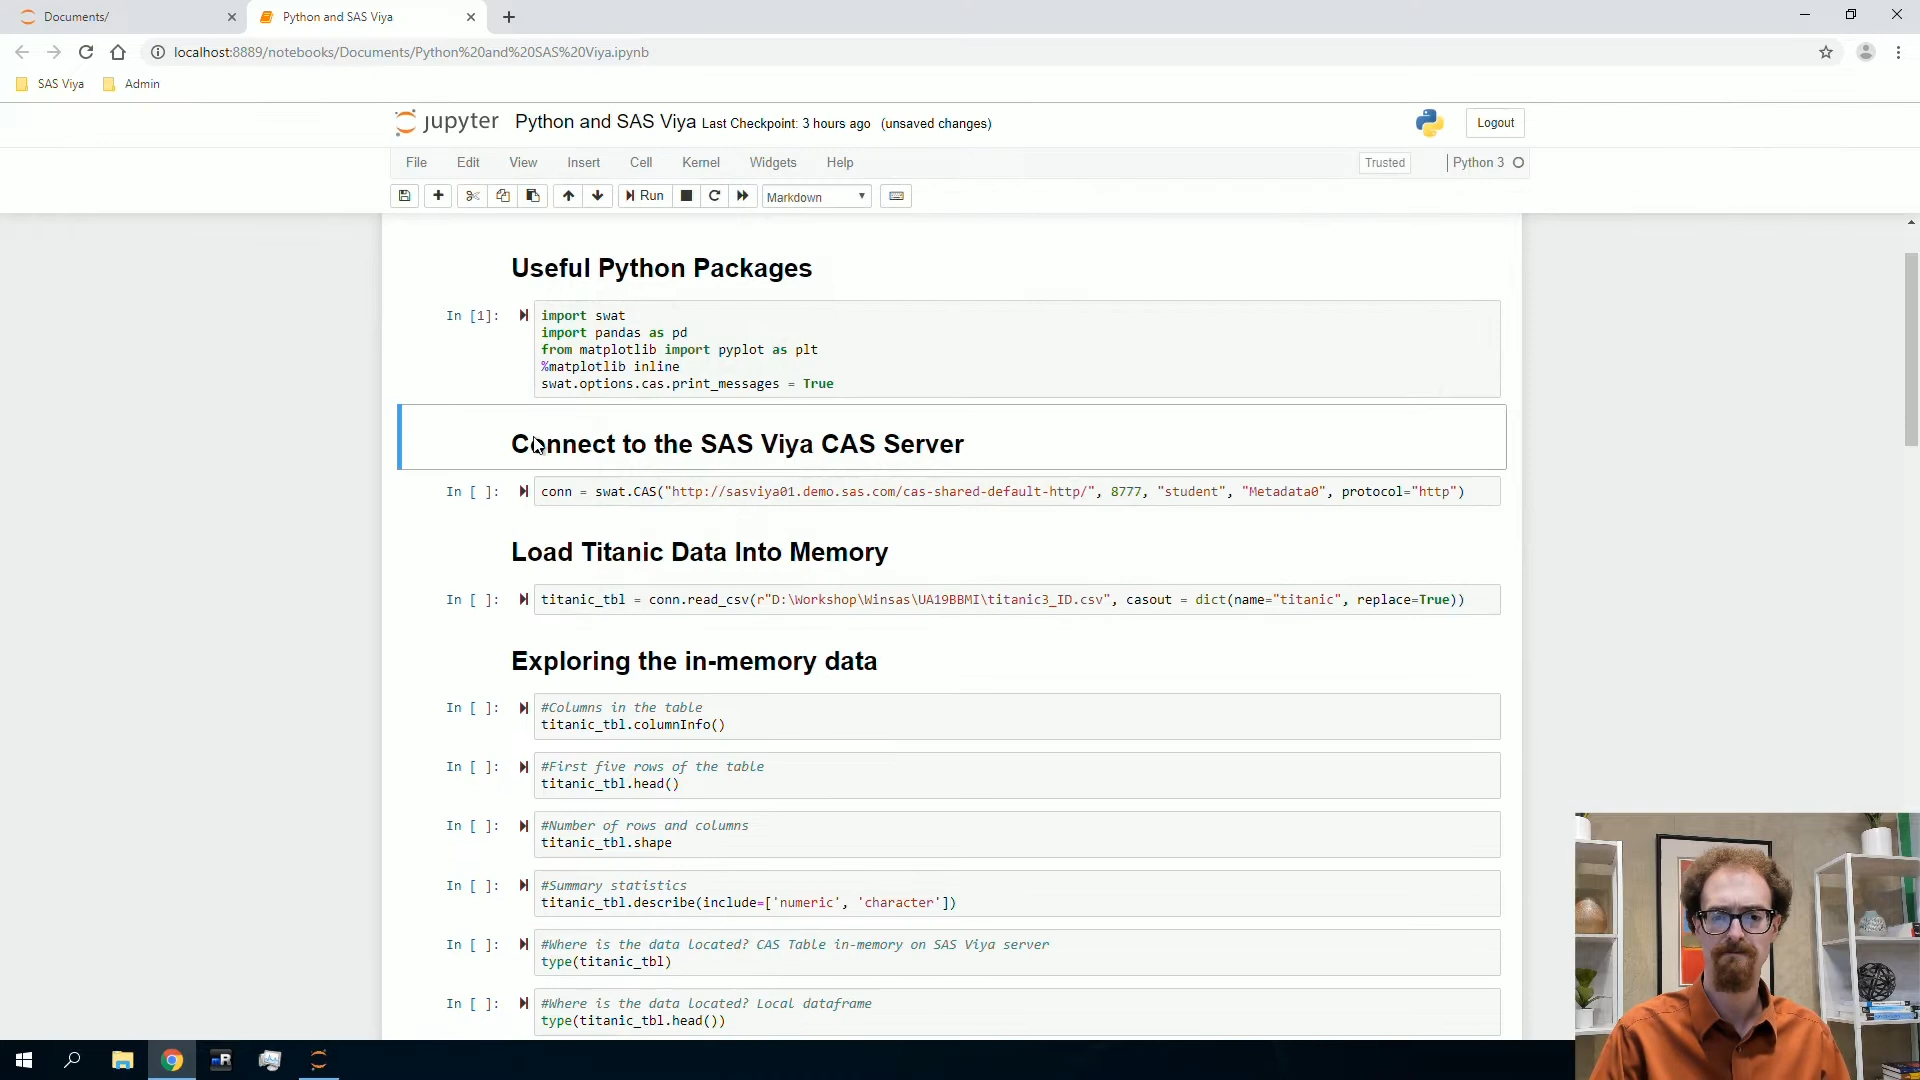 Documents/
Python and SAS Viya
localhost:8889/notebooks/Documents/Python%20and%20SAS%20Viya.ipynb
SAS Viya Admin
jupyter Python and SAS Viya Last Checkpoint: 3 hours ago (unsaved changes)
Logout
File Edit View Insert Cell Kernel Widgets Help Trusted Python 3
Run Markdown
Useful Python Packages
In [1]: import swat
import pandas as pd
from matplotlib import pyplot as plt
%matplotlib inline
swat.options.cas.print_messages = True
Connect to the SAS Viya CAS Server
In [ ]: conn = swat.CAS("http://sasviya01.demo.sas.com/cas-shared-default-http/", 8777, "student", "Metadata0", protocol="http")
Load Titanic Data Into Memory
In [ ]: titanic_tbl = conn.read_csv(r"D:\Workshop\Winsas\UA19BBMI\titanic3_ID.csv", casout = dict(name="titanic", replace=True))
Exploring the in-memory data
In [ ]: #Columns in the table
titanic_tbl.columnInfo()
In [ ]: #First five rows of the table
titanic_tbl.head()
In [ ]: #Number of rows and columns
titanic_tbl.shape
In [ ]: #Summary statistics
titanic_tbl.describe(include=['numeric', 'character'])
In [ ]: #Where is the data located? CAS Table in-memory on SAS Viya server
type(titanic_tbl)
In [ ]: #Where is the data located? Local dataframe
type(titanic_tbl.head())
R